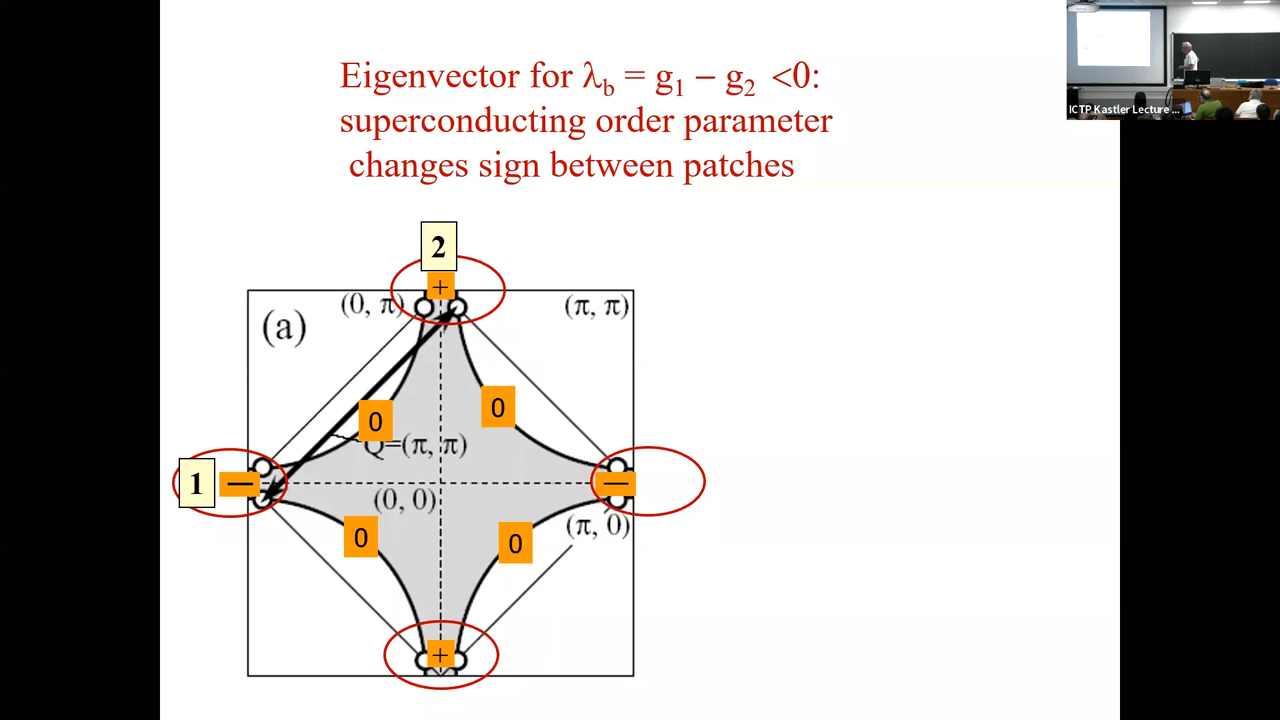 Eigenvector for λb = g1 – g2 <0:
superconducting order parameter
changes sign between patches
ICTP Kastler Lecture ...
2
+
(0, π)
(π, π)
(a)
0
0
Q=(π, π)
1
–
–
(0, 0)
(π, 0)
0
0
+